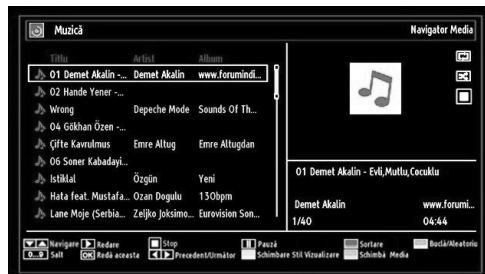 Muzică
Navigator Media
Titlu Artist Album
01 Demet Akalin -... Demet Akalin www.forumindi...
02 Hande Yener -...
Wrong Depeche Mode Sounds Of Th...
04 Gökhan Özen -...
Çifte Kavrulmus Emre Altug Emre Altugdan
06 Soner Kabadayi...
Istiklal Özgün Yeni
Hata feat. Mustafa... Ozan Dogulu 130bpm
Lane Moje (Serbia... Zeljko Joksimo... Eurovision Son...
01 Demet Akalin - Evli,Mutlu,Cocuklu
Demet Akalin www.forumi...
1/40 04:44
Navigare Redare Stop Pauză Sortare Buclă/Aleatoriu
0...9 Salt OK Redă aceasta Precedent/Următor Schimbare Stil Vizualizare Schimbă Media